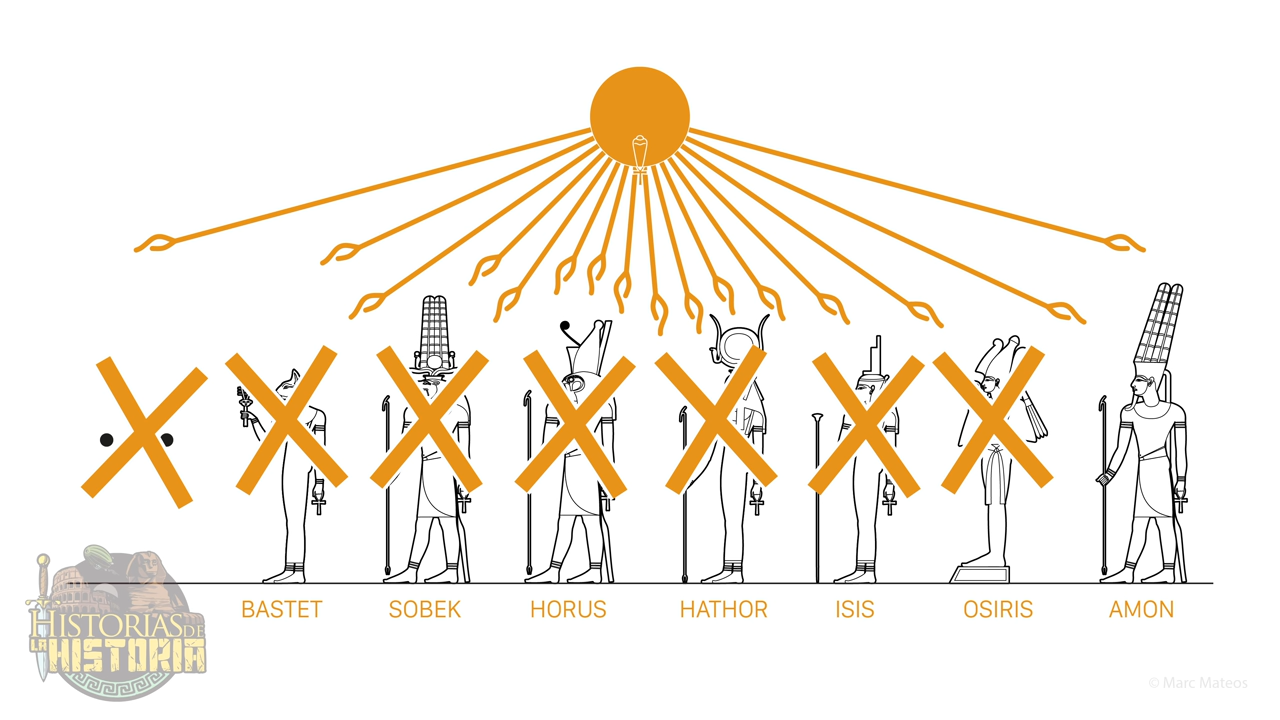 BASTET SOBEK HORUS HATHOR ISIS OSIRIS AMON
HISTORIAS DE
LA HISTORIA
© Marc Mateos